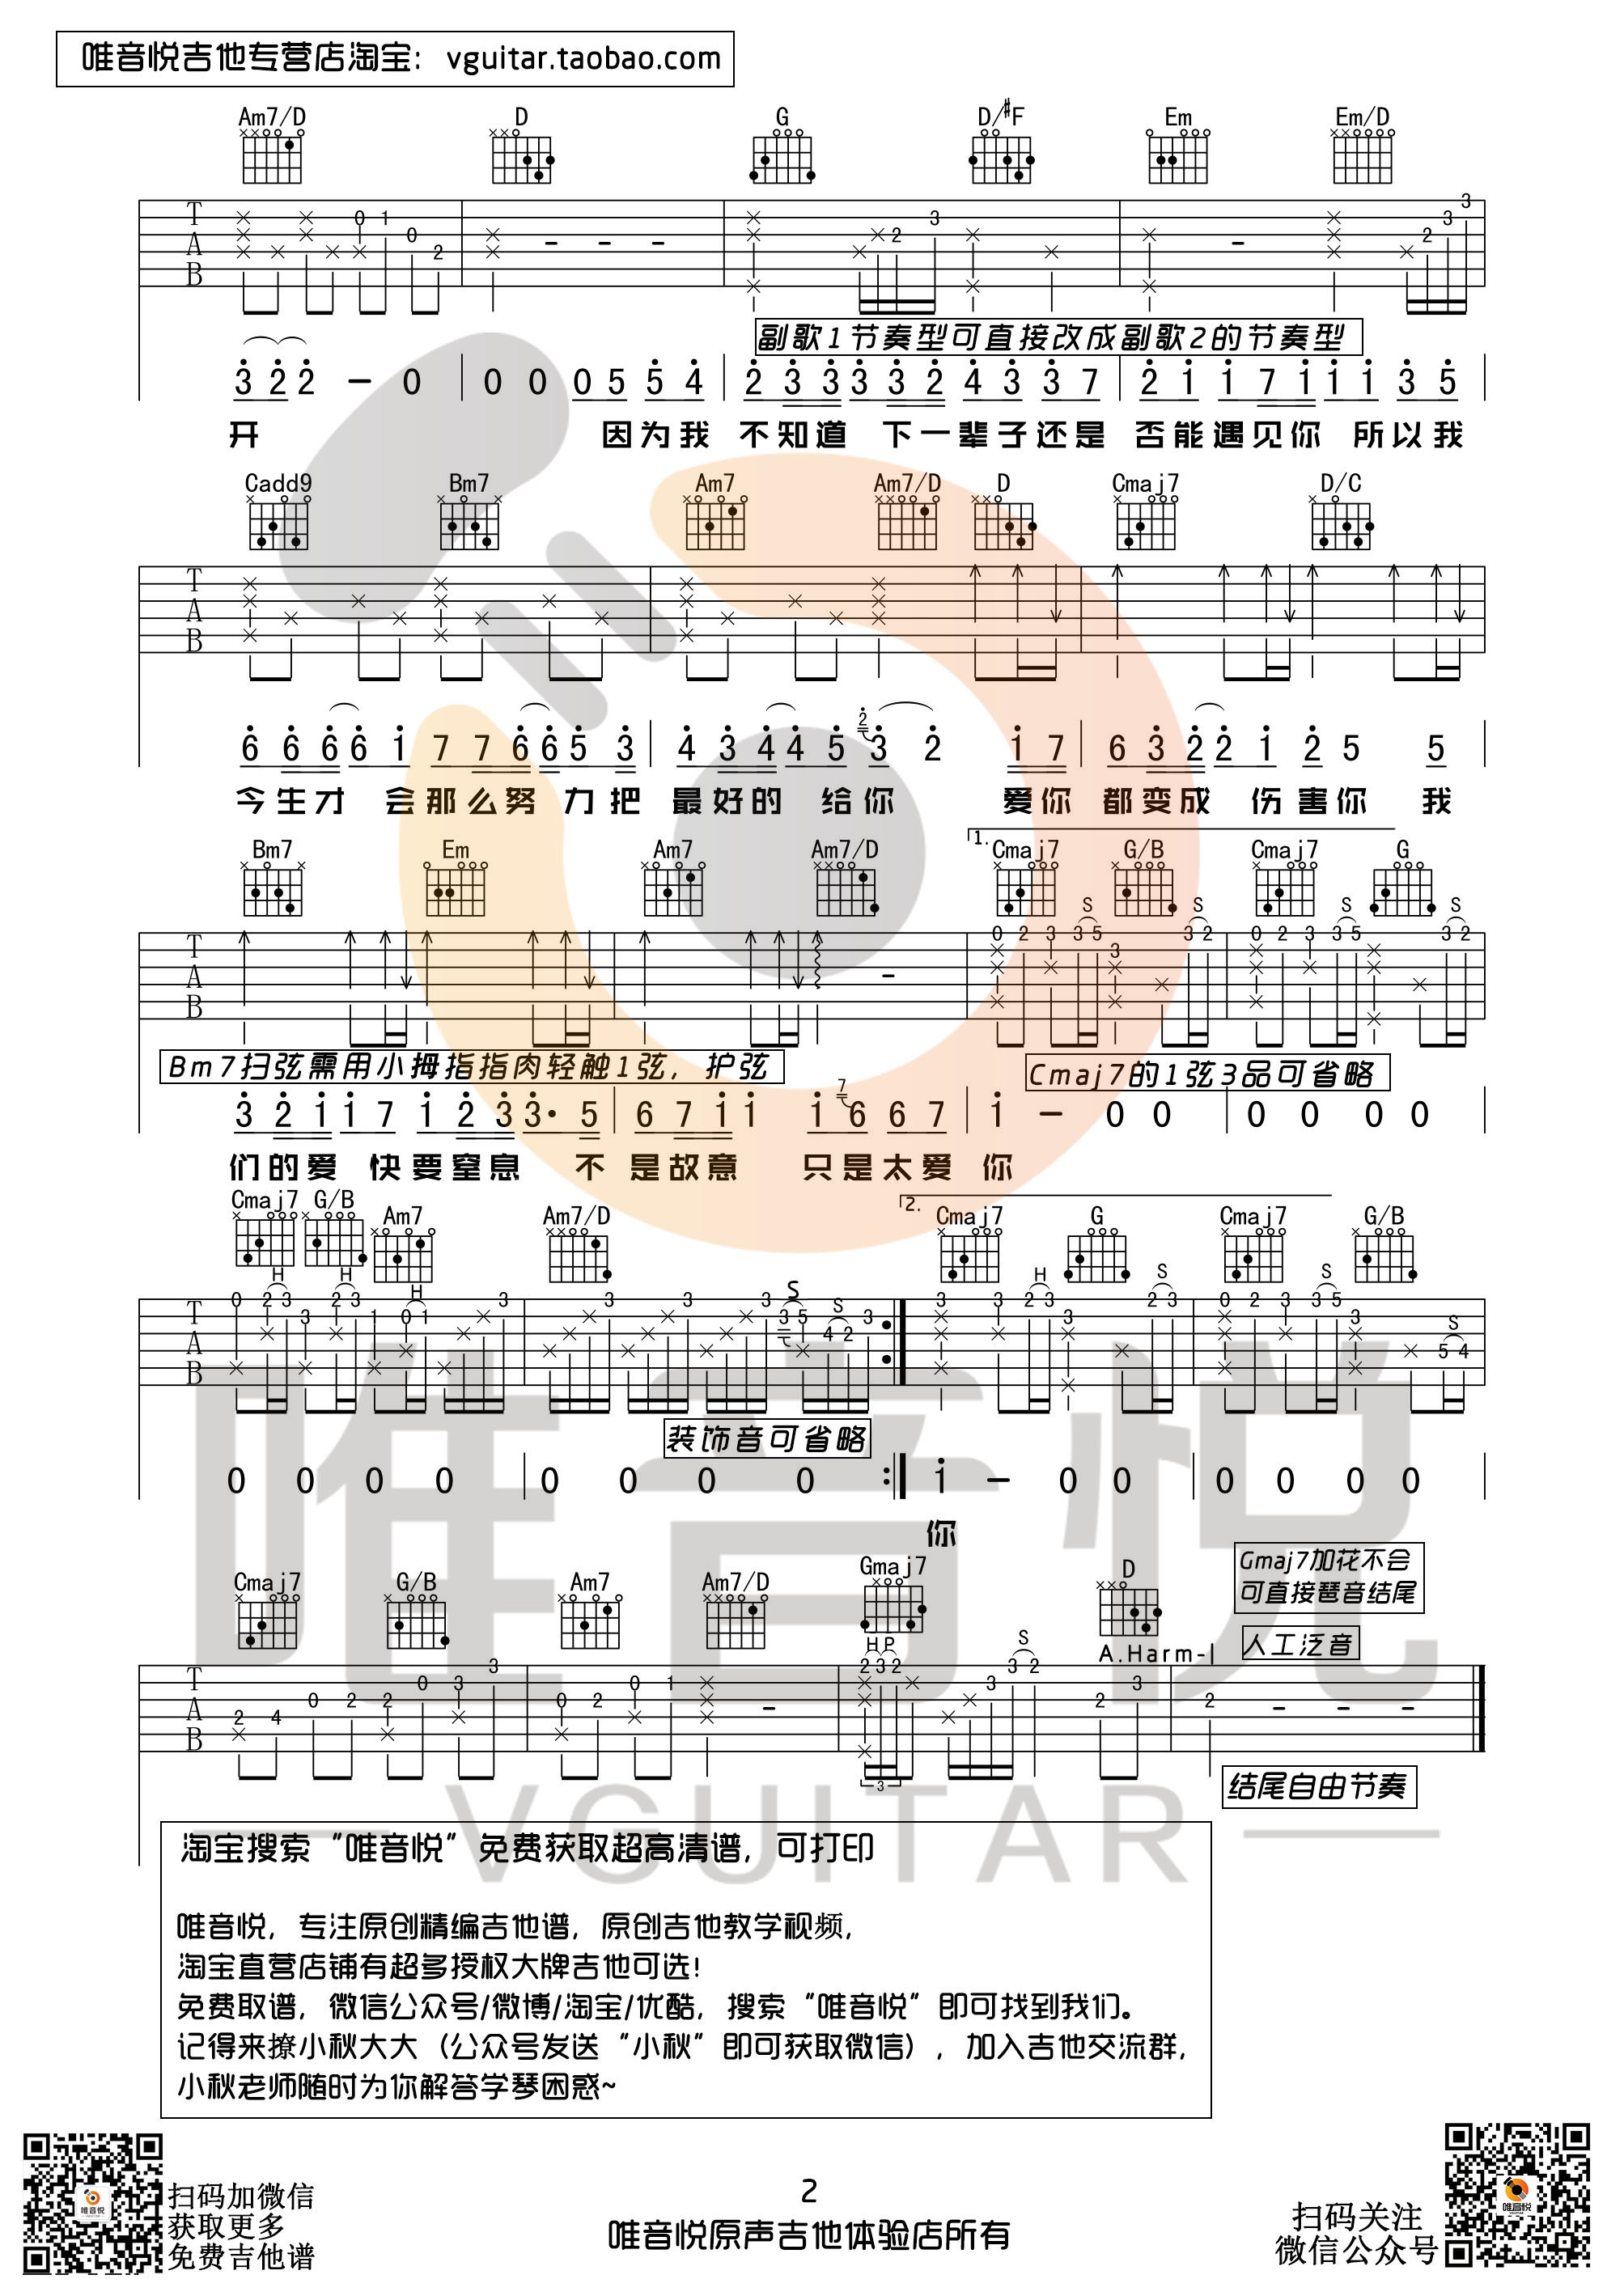 唯音悦吉他专营店淘宝：vguitar.taobao.com
Am7/D D G D/#F Em Em/D
副歌1节奏型可直接改成副歌2的节奏型
3 2 2 – 0 0 0 0 5 5 4 2 3 3 3 3 2 4 3 3 7 2 1 1 7 1 1 1 3 5
开 因为我 不知道 下一辈子还是 否能遇见你 所以我
Cadd9 Bm7 Am7 Am7/D D Cmaj7 D/C
6 6 6 6 1 7 7 6 6 5 3 4 3 4 4 5 2 3 2 1 7 6 3 2 2 1 2 5 5
今生才 会那么努 力把 最好的 给你 爱你 都变成 伤害你 我
1.
Bm7 Em Am7 Am7/D Cmaj7 G/B Cmaj7 G
Bm7扫弦需用小拇指指肉轻触1弦，护弦
Cmaj7的1弦3品可省略
3 2 1 1 7 1 2 3 3· 5 6 7 1 1 1 7 6 6 7 1 – 0 0 0 0 0 0
们的爱 快要窒息 不 是故意 只是太爱 你
2.
Cmaj7 G/B Am7 Am7/D Cmaj7 G Cmaj7 G/B
装饰音可省略
0 0 0 0 0 0 0 0 1 – 0 0 0 0 0 0
你
Cmaj7 G/B Am7 Am7/D Gmaj7 D
Gmaj7加花不会
可直接琶音结尾
A.Harm-| 人工泛音
结尾自由节奏
唯音悦
VGUITAR
淘宝搜索“唯音悦”免费获取超高清谱，可打印
唯音悦，专注原创精编吉他谱，原创吉他教学视频，
淘宝直营店铺有超多授权大牌吉他可选！
免费取谱，微信公众号/微博/淘宝/优酷，搜索“唯音悦”即可找到我们。
记得来撩小秋大大（公众号发送“小秋”即可获取微信），加入吉他交流群，
小秋老师随时为你解答学琴困惑~
扫码加微信
获取更多
免费吉他谱
2
唯音悦原声吉他体验店所有
扫码关注
微信公众号